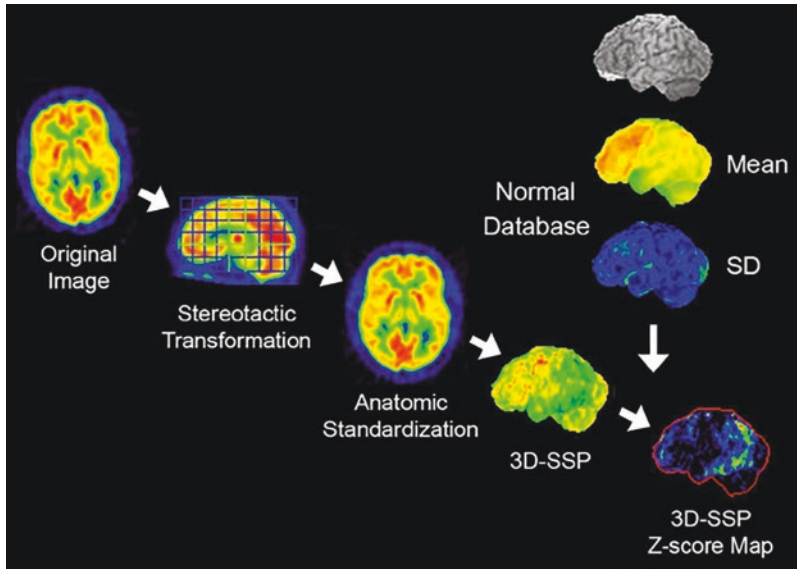 Original
Image
Stereotactic
Transformation
Anatomic
Standardization
3D-SSP
Normal
Database
Mean
SD
3D-SSP
Z-score Map